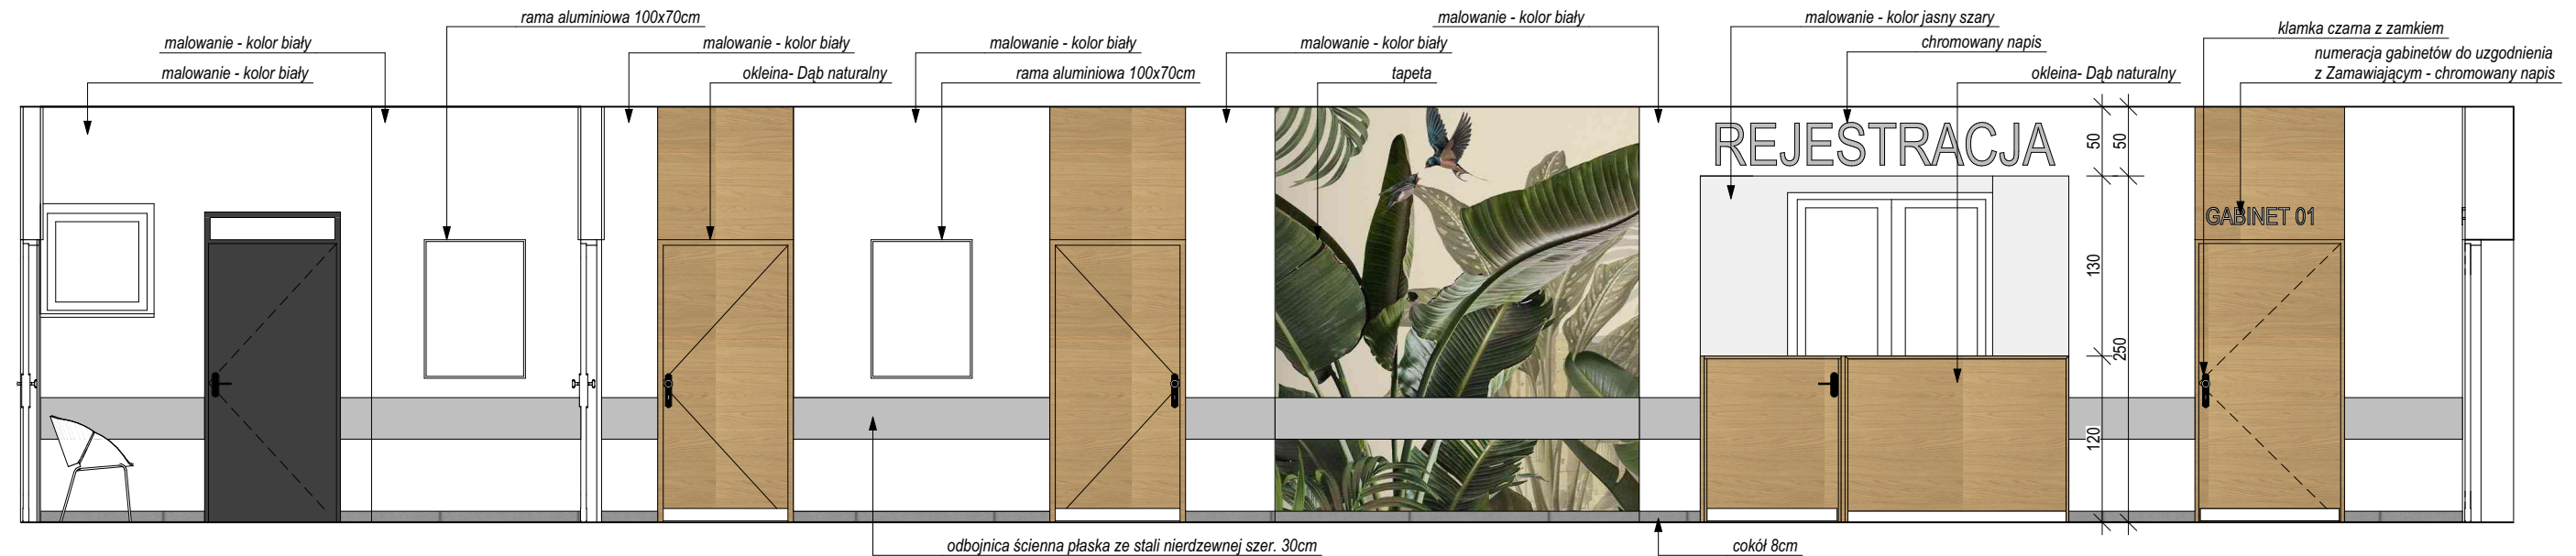 rama aluminiowa 100x70cm
malowanie - kolor biały
malowanie - kolor jasny szary
klamka czarna z zamkiem
malowanie - kolor biały
malowanie - kolor biały
malowanie - kolor biały
malowanie - kolor biały
chromowany napis
numeracja gabinetów do uzgodnienia
z Zamawiającym - chromowany napis
malowanie - kolor biały
okleina- Dąb naturalny
rama aluminiowa 100x70cm
tapeta
okleina- Dąb naturalny
REJESTRACJA
50
50
GABINET 01
130
250
120
odbojnica ścienna płaska ze stali nierdzewnej szer. 30cm
cokół 8cm